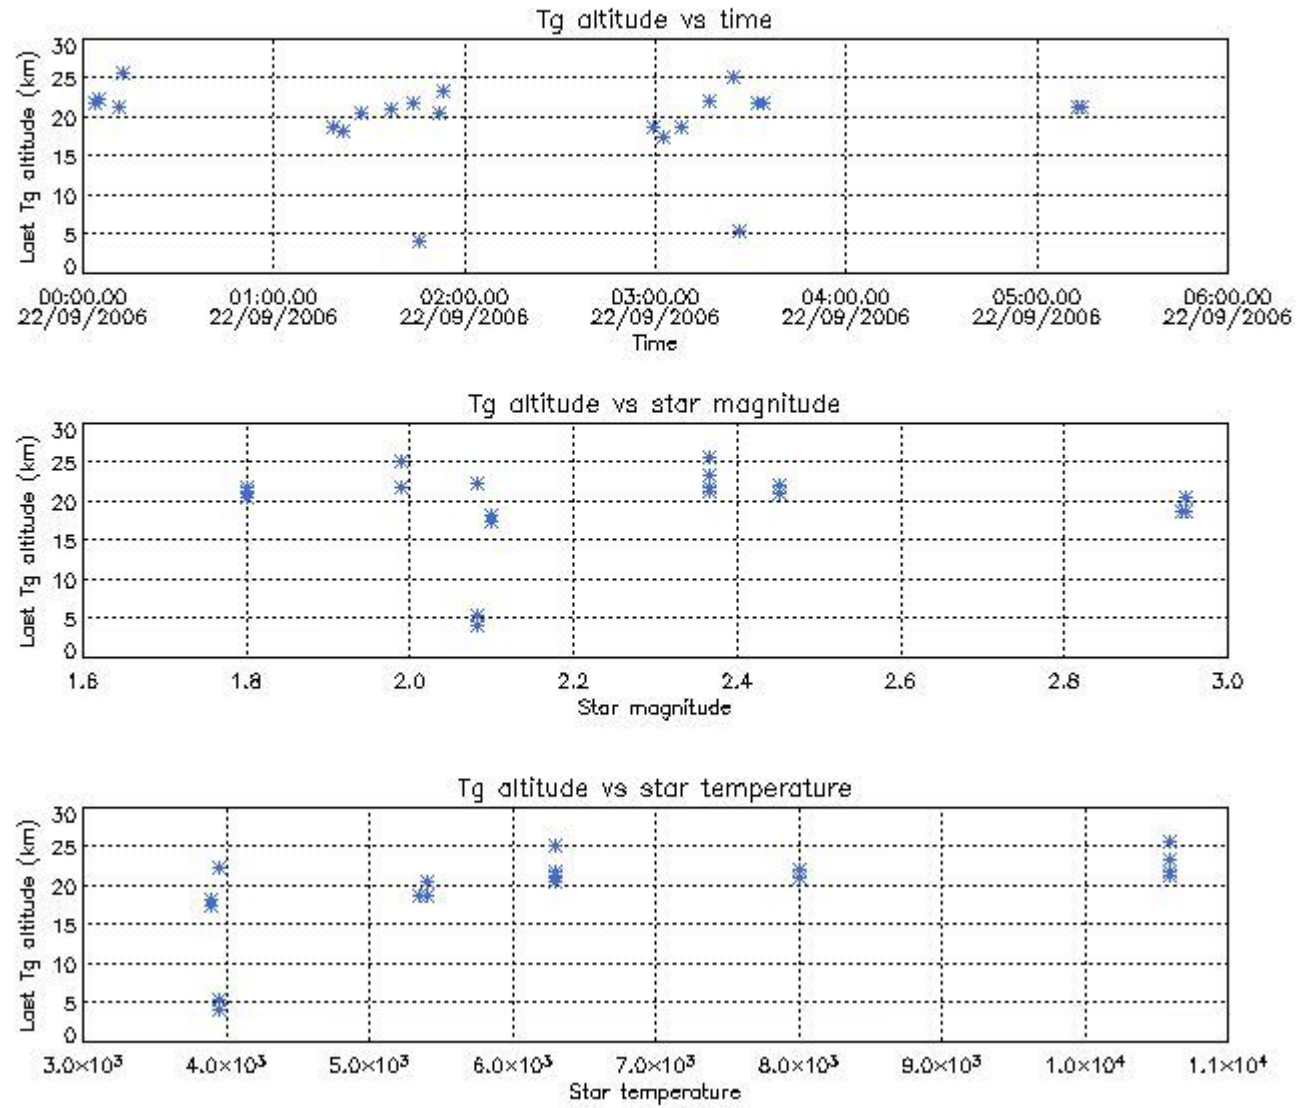 Tg altitude vs time
Last Tg altitude (km)
30
25
20
15
10
5
0
00:00.00 01:00.00 02:00.00 03:00.00 04:00.00 05:00.00 06:00.00
22/09/2006 22/09/2006 22/09/2006 22/09/2006 22/09/2006 22/09/2006 22/09/2006
Time
Tg altitude vs star magnitude
Last Tg altitude (km)
30
25
20
15
10
5
0
1.6 1.8 2.0 2.2 2.4 2.6 2.8 3.0
Star magnitude
Tg altitude vs star temperature
Last Tg altitude (km)
30
25
20
15
10
5
0
3.0×10³ 4.0×10³ 5.0×10³ 6.0×10³ 7.0×10³ 8.0×10³ 9.0×10³ 1.0×10⁴ 1.1×10⁴
Star temperature